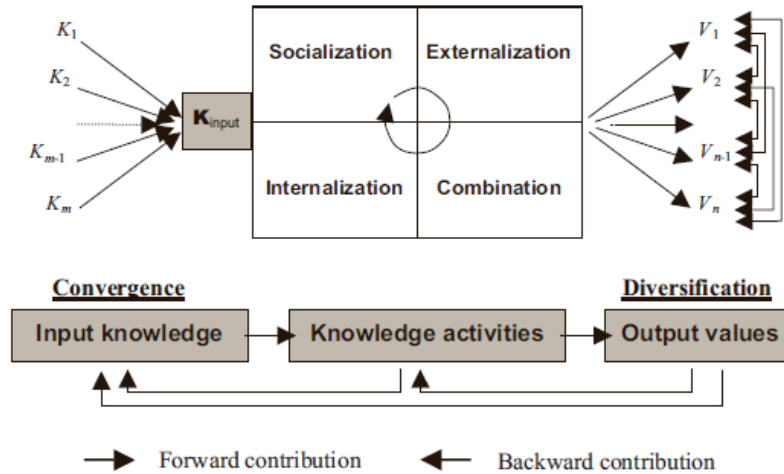 K1
K2
Km-1
Km
Kinput
Socialization
Externalization
Internalization
Combination
V1
V2
Vn-1
Vn
Convergence
Diversification
Input knowledge
Knowledge activities
Output values
Forward contribution
Backward contribution